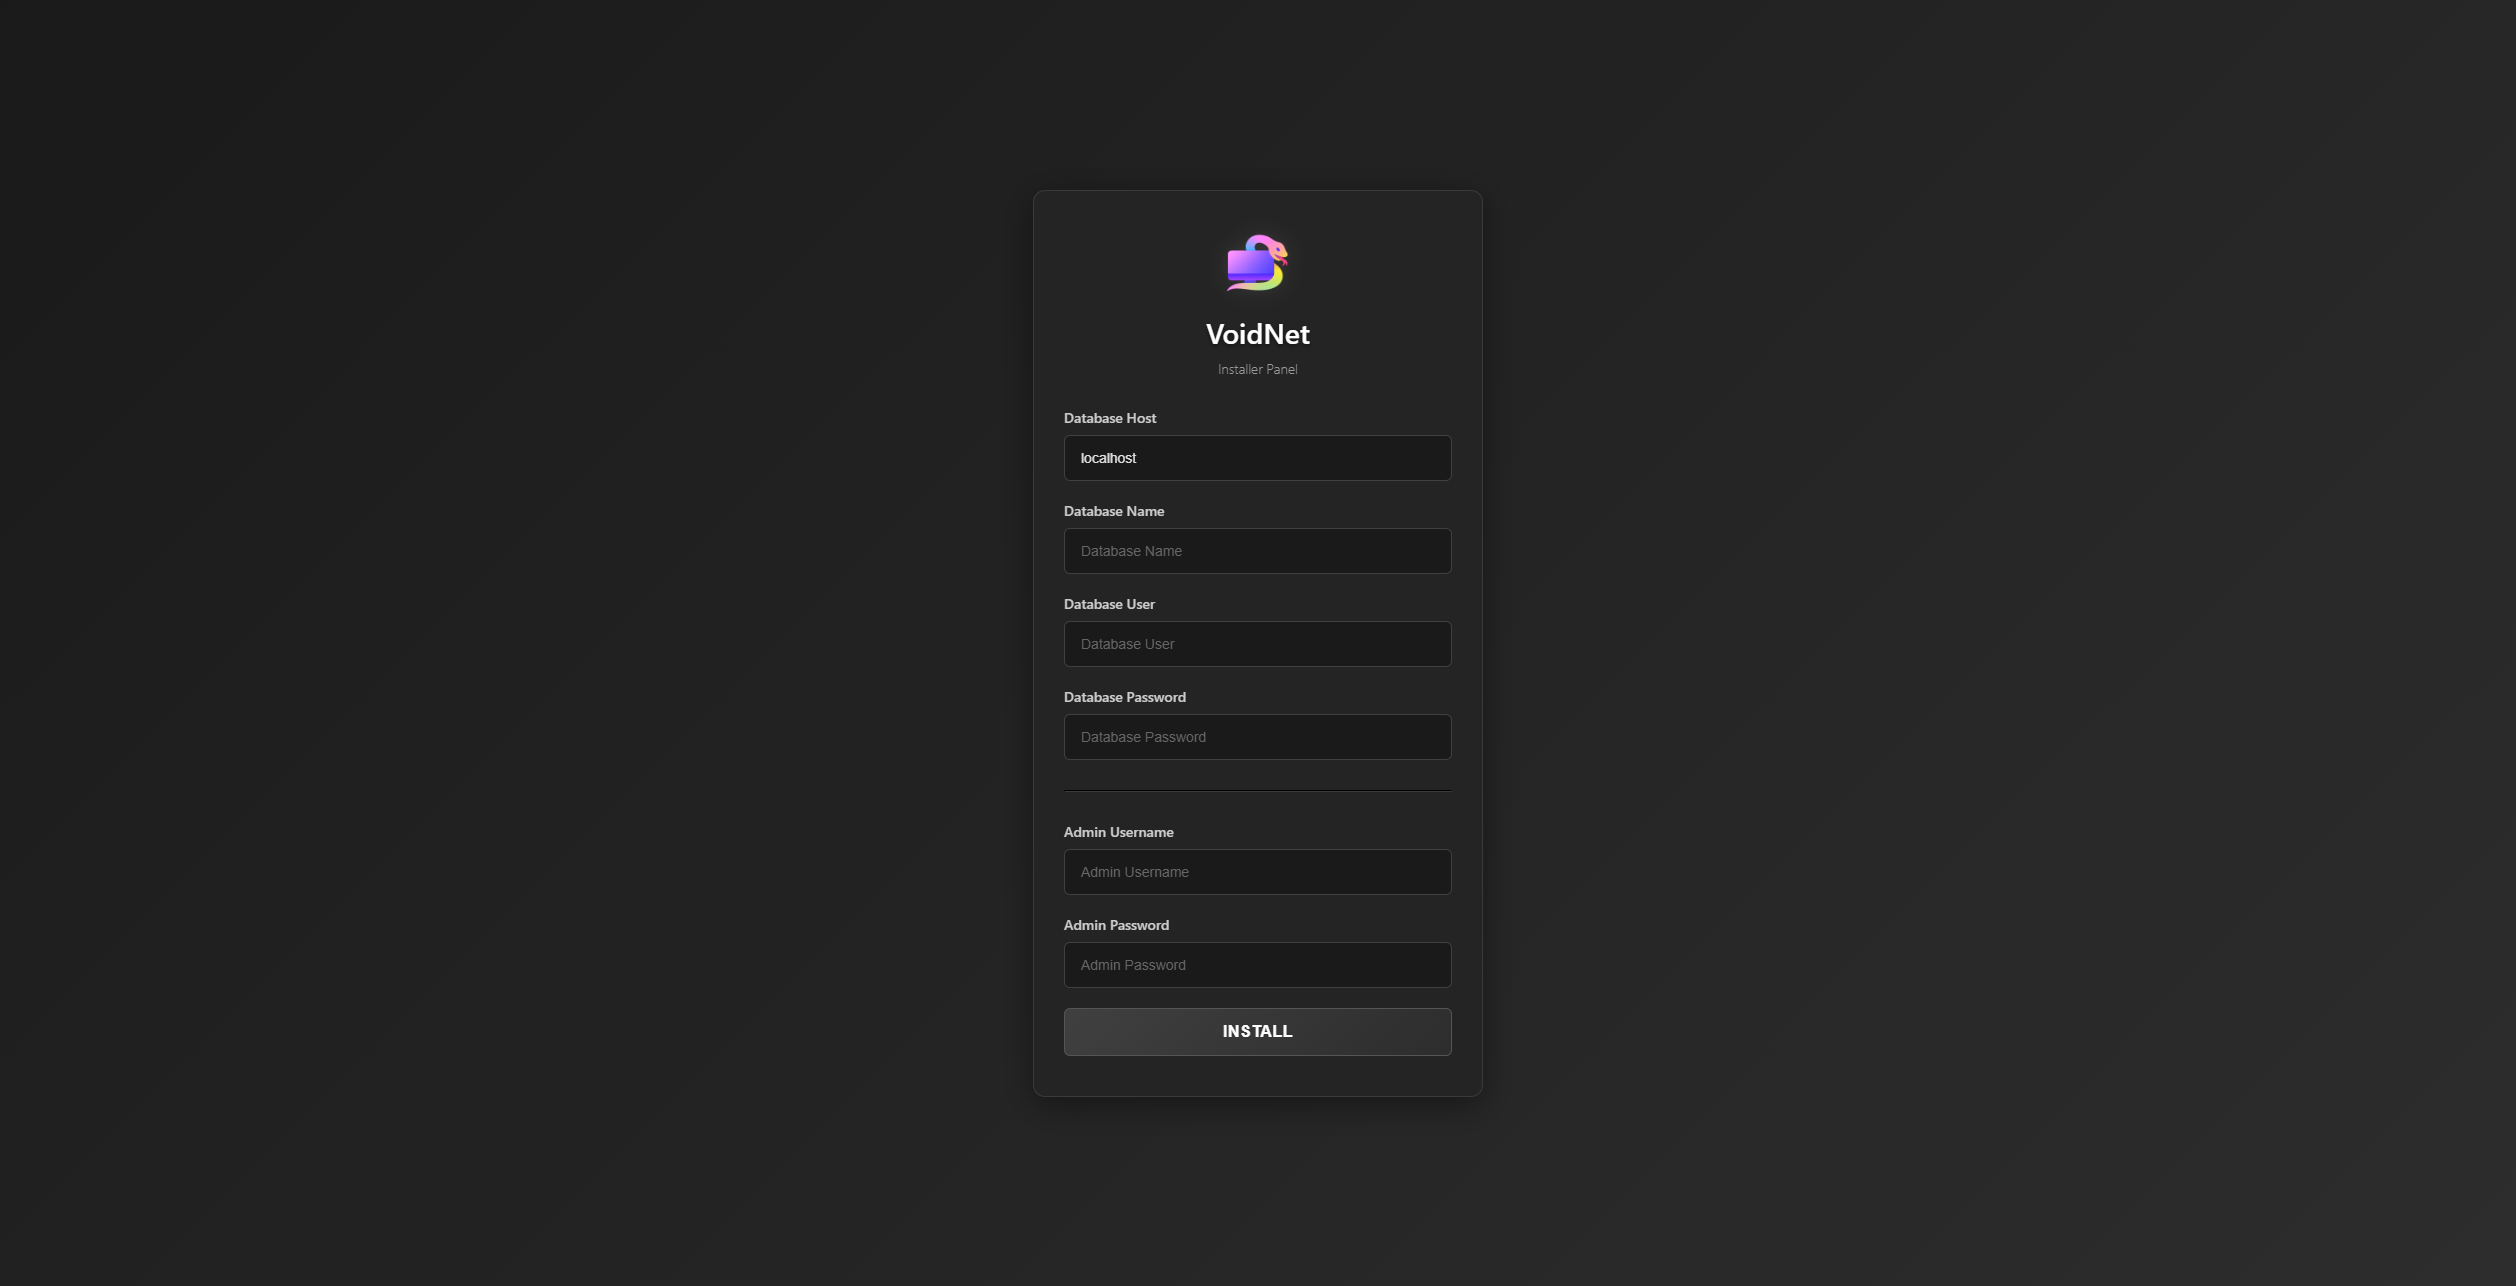 VoidNet
Installer Panel
Database Host
localhost
Database Name
Database Name
Database User
Database User
Database Password
Database Password
Admin Username
Admin Username
Admin Password
Admin Password
INSTALL